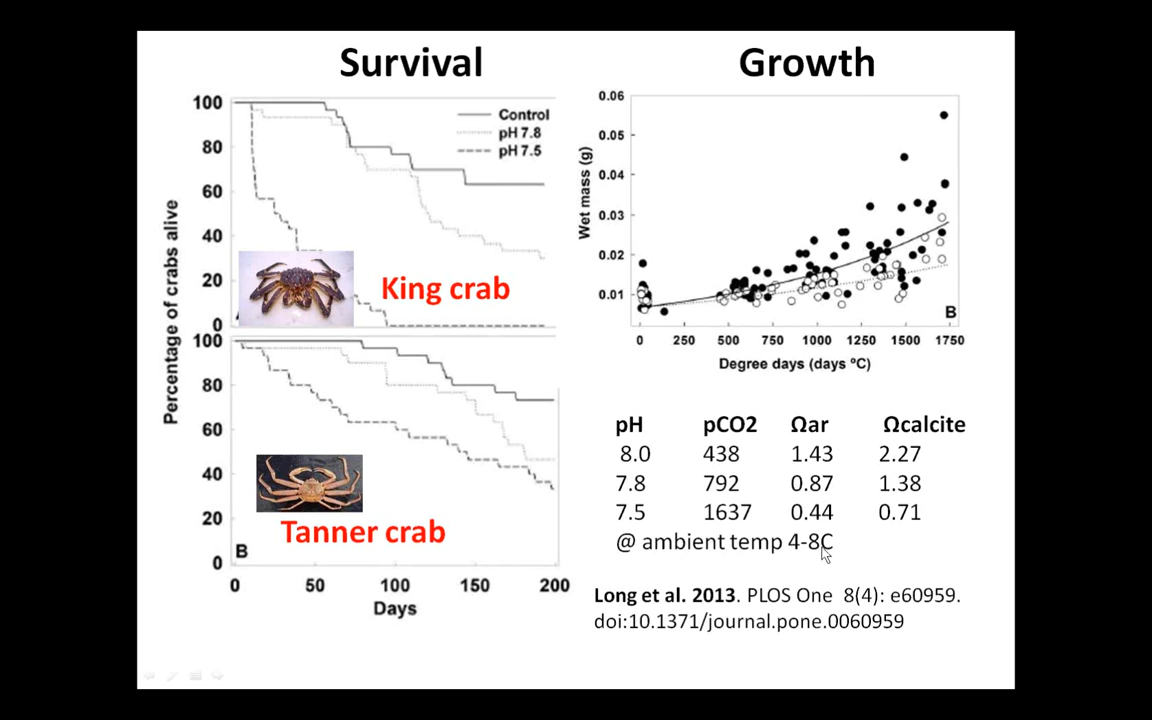 Survival
Growth
Percentage of crabs alive
100
80
60
40
20
0
Control
pH 7.8
pH 7.5
King crab
100
80
60
40
20
0
B
Tanner crab
0 50 100 150 200
Days
Wet mass (g)
0.06
0.05
0.04
0.03
0.02
0.01
B
0 250 500 750 1000 1250 1500 1750
Degree days (days °C)
pH pCO2 Ωar Ωcalcite
8.0 438 1.43 2.27
7.8 792 0.87 1.38
7.5 1637 0.44 0.71
@ ambient temp 4-8C
Long et al. 2013. PLOS One 8(4): e60959.
doi:10.1371/journal.pone.0060959